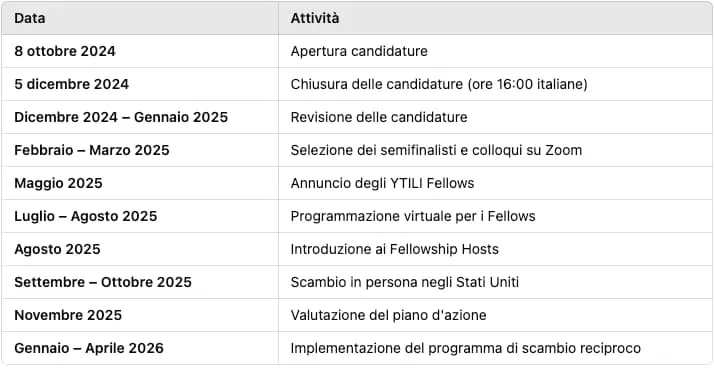 Data Attività
8 ottobre 2024 Apertura candidature
5 dicembre 2024 Chiusura delle candidature (ore 16:00 italiane)
Dicembre 2024 – Gennaio 2025 Revisione delle candidature
Febbraio – Marzo 2025 Selezione dei semifinalisti e colloqui su Zoom
Maggio 2025 Annuncio degli YTILI Fellows
Luglio – Agosto 2025 Programmazione virtuale per i Fellows
Agosto 2025 Introduzione ai Fellowship Hosts
Settembre – Ottobre 2025 Scambio in persona negli Stati Uniti
Novembre 2025 Valutazione del piano d'azione
Gennaio – Aprile 2026 Implementazione del programma di scambio reciproco